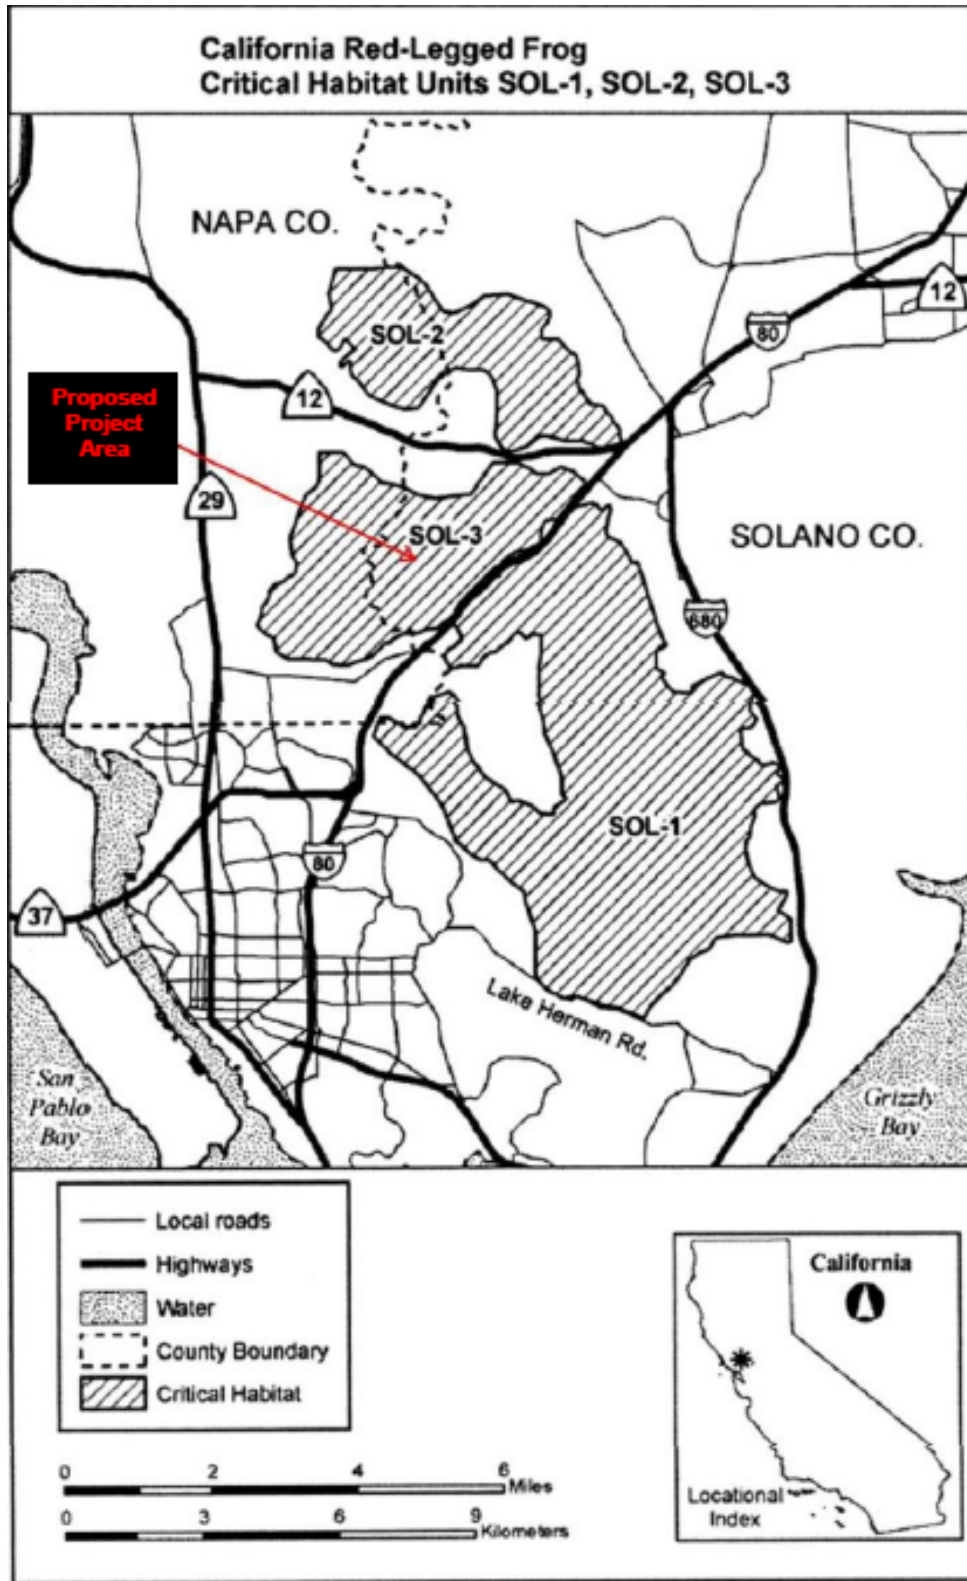 California Red-Legged Frog
Critical Habitat Units SOL-1, SOL-2, SOL-3
NAPA CO.
12
80
SOL-2
Proposed
Project
Area
12
29
SOL-3
SOLANO CO.
680
SOL-1
80
37
Lake Herman Rd.
San
Pablo
Bay
Grizzly
Bay
Local roads
Highways
Water
County Boundary
Critical Habitat
California
Locational
Index
0 2 4 6
Miles
0 3 6 9
Kilometers